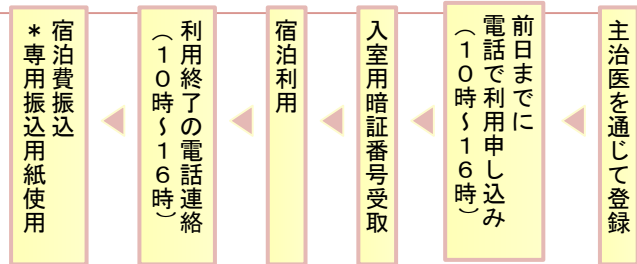 主治医を通じて登録
前日までに
電話で利用申し込み
（１０時～１６時）
入室用暗証番号受取
宿泊利用
利用終了の電話連絡
（１０時～１６時）
宿泊費振込
＊専用振込用紙使用